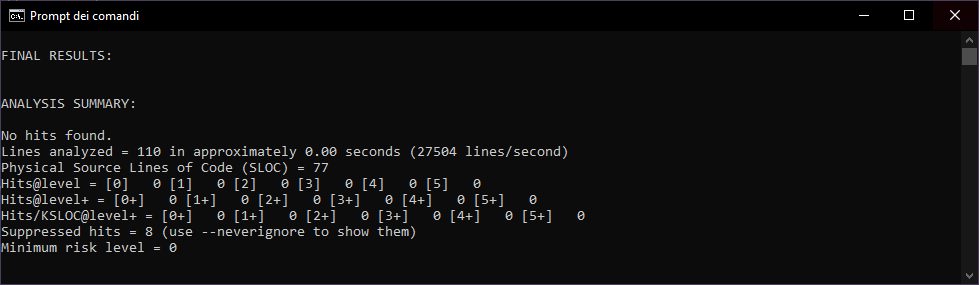 Prompt dei comandi
FINAL RESULTS:
ANALYSIS SUMMARY:
No hits found.
Lines analyzed = 110 in approximately 0.00 seconds (27504 lines/second)
Physical Source Lines of Code (SLOC) = 77
Hits@level = [0]   0 [1]   0 [2]   0 [3]   0 [4]   0 [5]   0
Hits@level+ = [0+]   0 [1+]   0 [2+]   0 [3+]   0 [4+]   0 [5+]   0
Hits/KSLOC@level+ = [0+]   0 [1+]   0 [2+]   0 [3+]   0 [4+]   0 [5+]   0
Suppressed hits = 8 (use --neverignore to show them)
Minimum risk level = 0